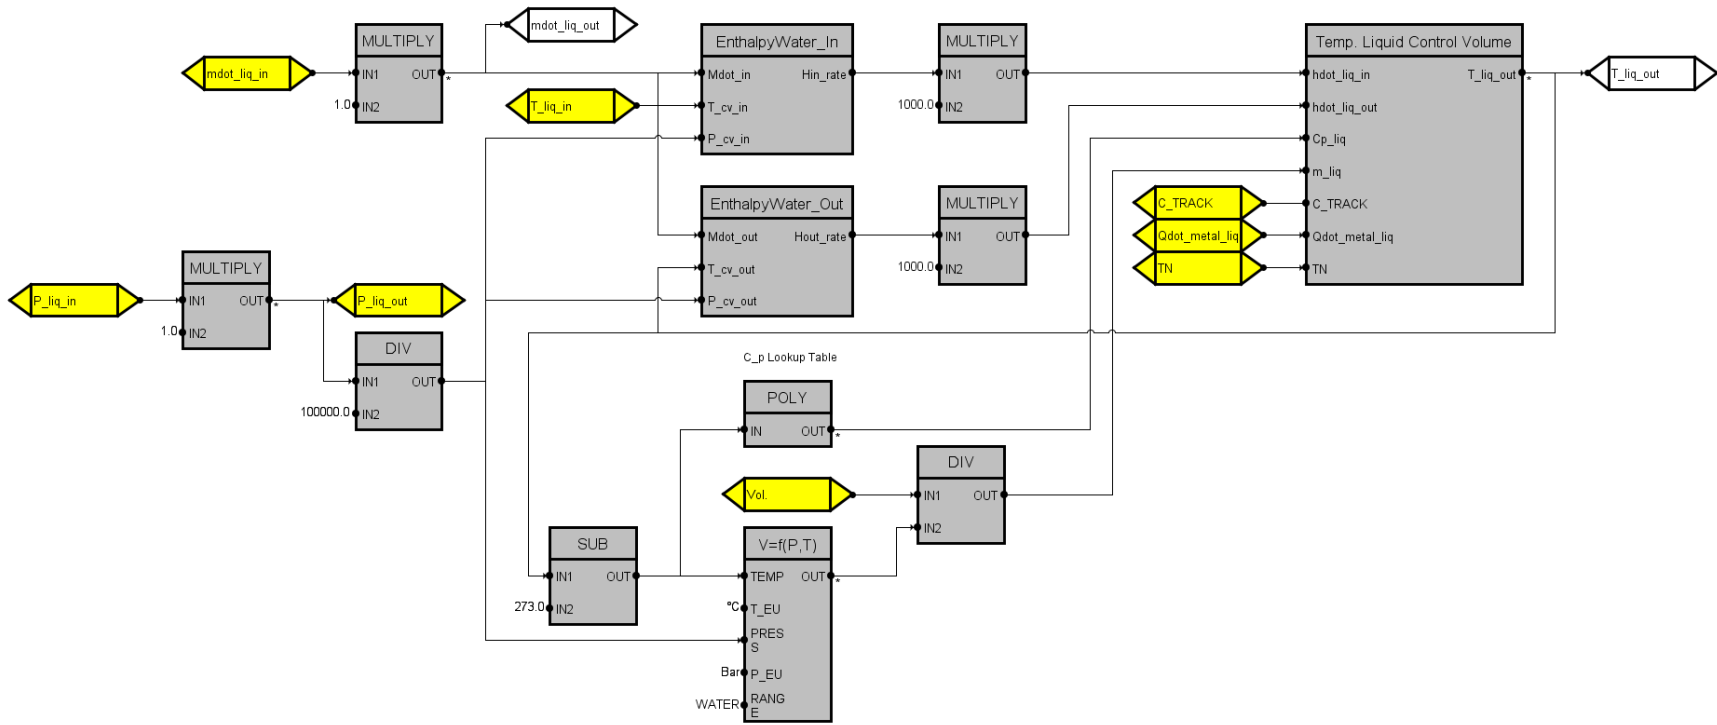 MULTIPLY
mdot_liq_in
IN1 OUT *
1.0 IN2
mdot_liq_out
EnthalpyWater_In
Mdot_in Hin_rate
T_liq_in
T_cv_in
P_cv_in
MULTIPLY
IN1 OUT
1000.0 IN2
Temp. Liquid Control Volume
hdot_liq_in T_liq_out *
hdot_liq_out
Cp_liq
m_liq
C_TRACK C_TRACK
Qdot_metal_liq Qdot_metal_liq
TN TN
T_liq_out
EnthalpyWater_Out
Mdot_out Hout_rate
T_cv_out
P_cv_out
MULTIPLY
IN1 OUT
1000.0 IN2
MULTIPLY
P_liq_in
IN1 OUT *
1.0 IN2
P_liq_out
DIV
IN1 OUT
100000.0 IN2
C_p Lookup Table
POLY
IN OUT *
DIV
Vol.
IN1 OUT
IN2
SUB
IN1 OUT
273.0 IN2
V=f(P,T)
TEMP OUT *
°C T_EU
PRES
S
Bar P_EU
WATER RANG
E